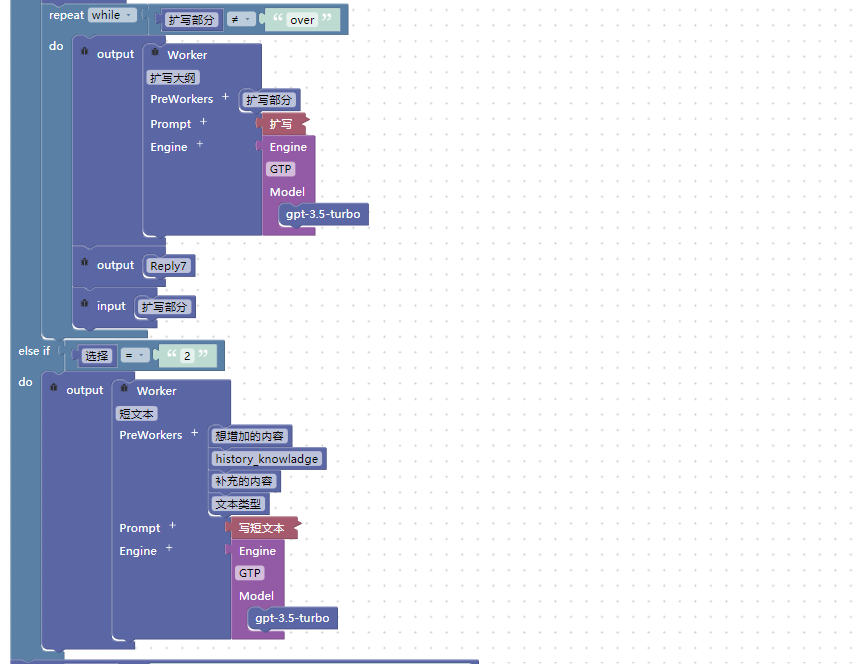 repeat while 扩写部分 ≠ “ over ”
do output Worker
扩写大纲
PreWorkers + 扩写部分
Prompt + 扩写
Engine + Engine
GTP
Model
gpt-3.5-turbo
output Reply7
input 扩写部分
else if 选择 = “ 2 ”
do output Worker
短文本
PreWorkers + 想增加的内容
history_knowladge
补充的内容
文本类型
Prompt + 写短文本
Engine + Engine
GTP
Model
gpt-3.5-turbo